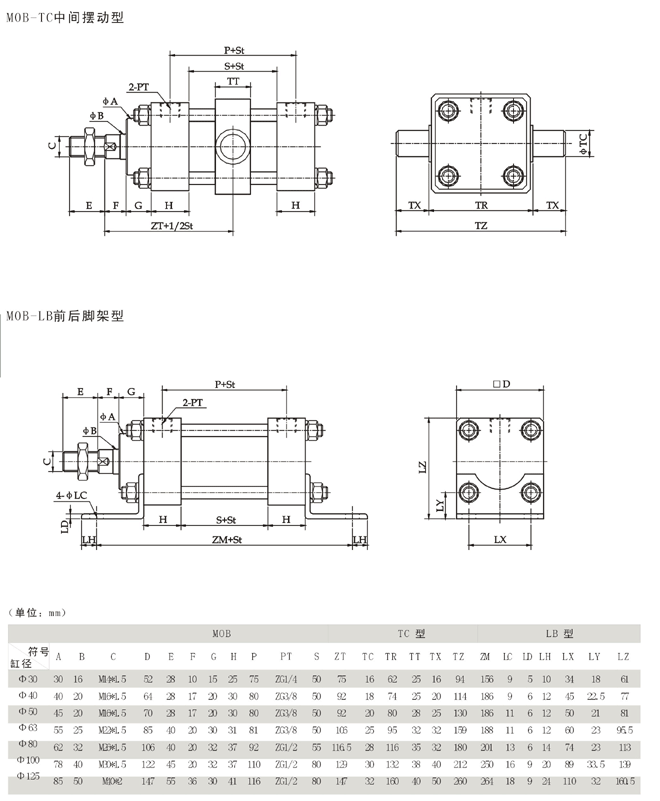 MOB-TC中间摆动型
P+St
S+St
TT
2-PT
ΦA
ΦB
C
E F G H H
ZT+1/2St
ΦTC
TX TR TX
TZ
MOB-LB前后脚架型
P+St
E F G
2-PT
ΦA
ΦB
C
4-ΦLC
LD
H S+St H
LH ZM+St LH
□D
LZ
LY
LX
(单位: mm)
MOB TC 型 LB 型
符号
缸径
A B C D E F G H P PT S ZT TC TR TT TX TZ ZM LC LD LH LX LY LZ
Φ30 30 16 M14*1.5 52 28 10 15 25 75 ZG1/4 50 75 16 62 25 16 94 156 9 5 10 34 18 61
Φ40 40 20 M16*1.5 64 28 17 20 30 80 ZG3/8 50 92 18 74 25 20 114 186 9 6 12 45 22.5 77
Φ50 45 20 M16*1.5 70 28 17 20 30 80 ZG3/8 50 92 20 80 28 25 130 186 11 6 12 50 21 81
Φ63 55 25 M22*1.5 85 40 20 30 31 81 ZG3/8 50 105 25 95 32 32 159 188 11 6 12 60 23 95.5
Φ80 62 32 106 40 20 32 37 92 ZG1/2 55 116.5 28 116 35 32 180 201 13 6 14 74 23 113
Φ100 78 40 M30*1.5 122 45 20 32 37 110 ZG1/2 80 129 30 132 38 40 212 250 16 9 20 89 33.5 139
Φ125 85 50 M40*2 147 55 36 30 41 116 ZG1/2 80 147 32 160 40 50 260 264 18 9 24 110 32 160.5